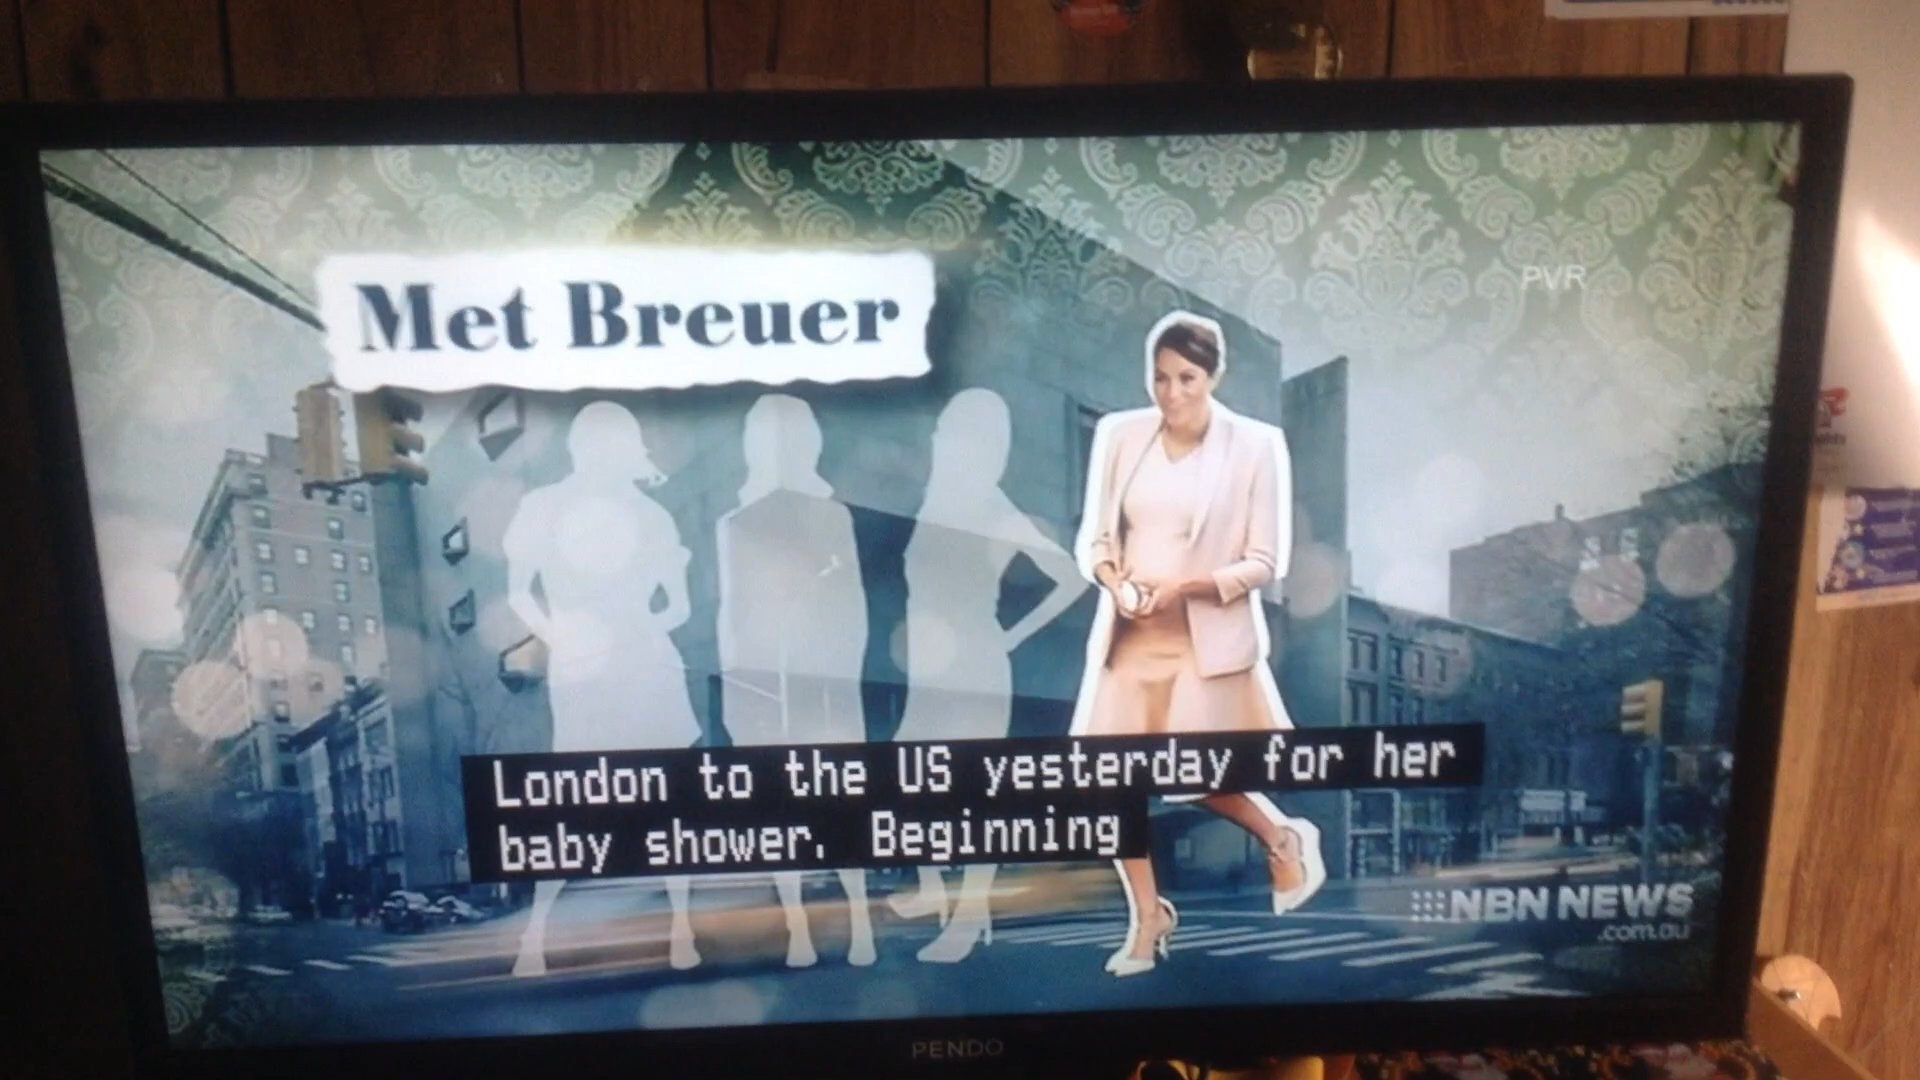 Met Breuer
PVR
London to the US yesterday for her
baby shower. Beginning
NBN NEWS
.com.au
PENDO